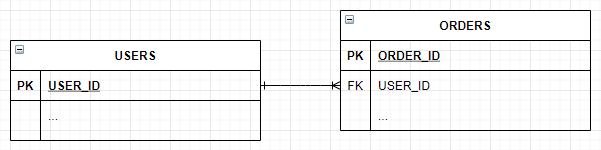 USERS
PK USER_ID
...
ORDERS
PK ORDER_ID
FK USER_ID
...